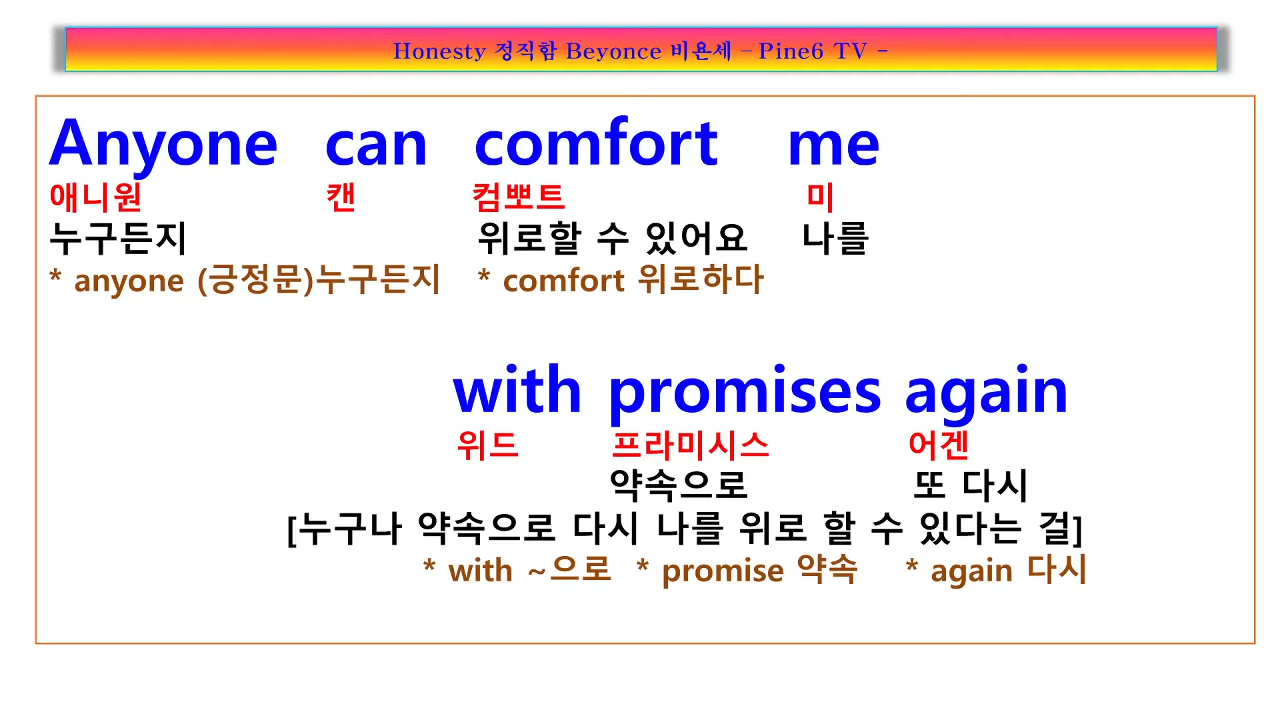 Honesty 정직함 Beyonce 비욘세 – Pine6 TV -
Anyone can comfort me
애니원 캔 컴뽀트 미
누구든지 위로할 수 있어요 나를
* anyone (긍정문)누구든지 * comfort 위로하다
with promises again
위드 프라미시스 어겐
약속으로 또 다시
[누구나 약속으로 다시 나를 위로 할 수 있다는 걸]
* with ~으로 * promise 약속 * again 다시